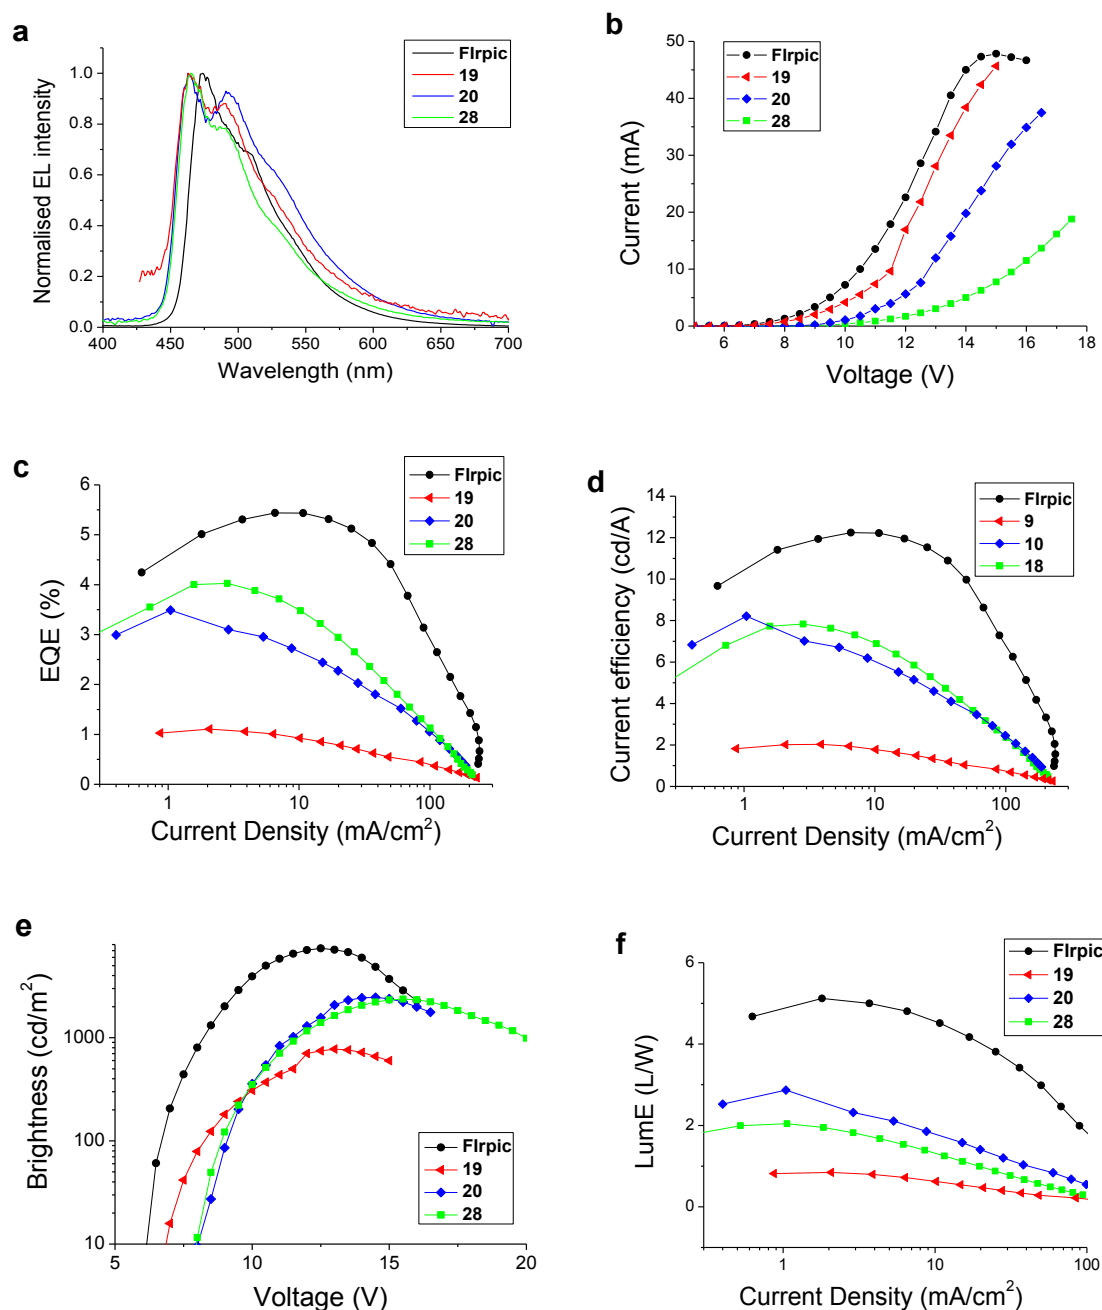 a
FIrpic
19
20
28
1.0
0.8
0.6
0.4
0.2
0.0
Normalised EL intensity
400 450 500 550 600 650 700
Wavelength (nm)
b
FIrpic
19
20
28
50
40
30
20
10
0
Current (mA)
6 8 10 12 14 16 18
Voltage (V)
c
FIrpic
19
20
28
6
5
4
3
2
1
0
EQE (%)
1 10 100
Current Density (mA/cm²)
d
FIrpic
9
10
18
14
12
10
8
6
4
2
0
Current efficiency (cd/A)
1 10 100
Current Density (mA/cm²)
e
FIrpic
19
20
28
1000
100
10
Brightness (cd/m²)
5 10 15 20
Voltage (V)
f
FIrpic
19
20
28
6
4
2
0
LumE (L/W)
1 10 100
Current Density (mA/cm²)